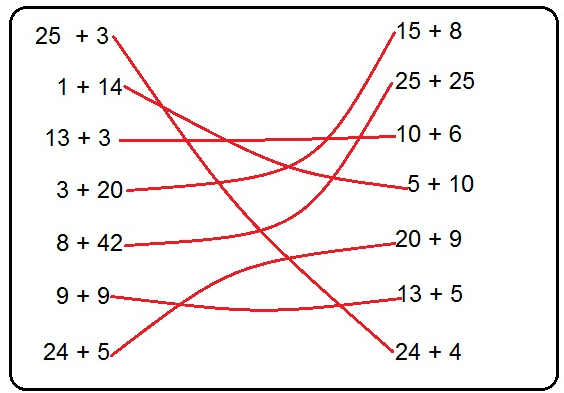 25 + 3 15 + 8
1 + 14 25 + 25
13 + 3 10 + 6
3 + 20 5 + 10
8 + 42 20 + 9
9 + 9 13 + 5
24 + 5 24 + 4